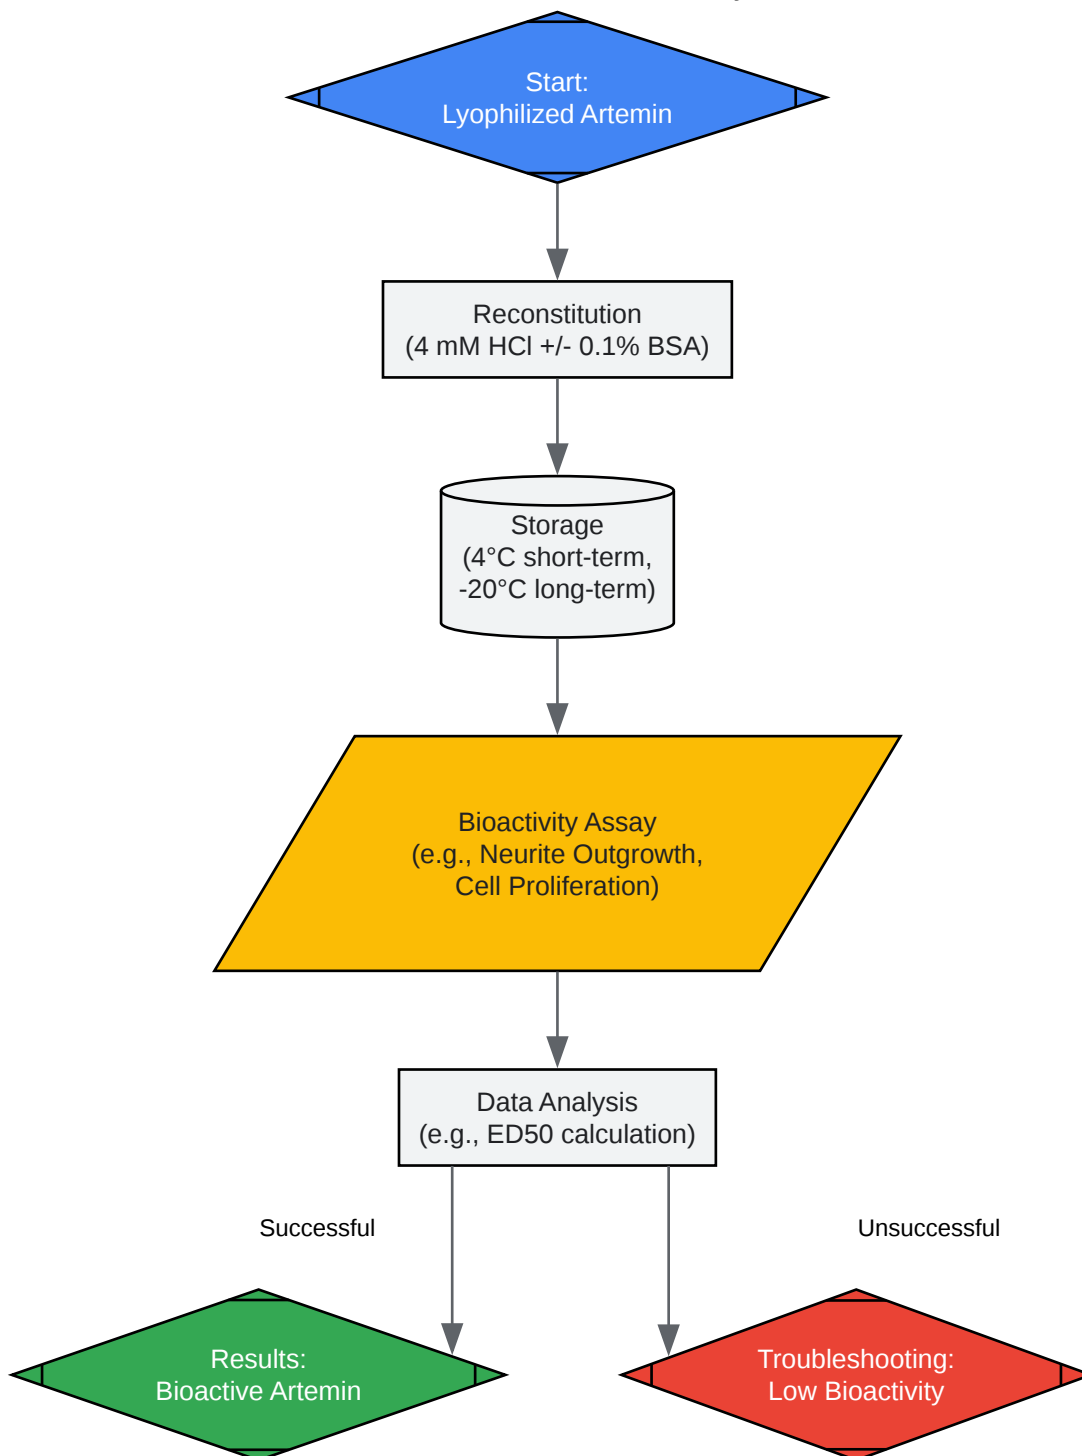 Start:
Lyophilized Artemin
Reconstitution
(4 mM HCl +/- 0.1% BSA)
Storage
(4°C short-term,
-20°C long-term)
Bioactivity Assay
(e.g., Neurite Outgrowth,
Cell Proliferation)
Data Analysis
(e.g., ED50 calculation)
Successful
Unsuccessful
Results:
Bioactive Artemin
Troubleshooting:
Low Bioactivity